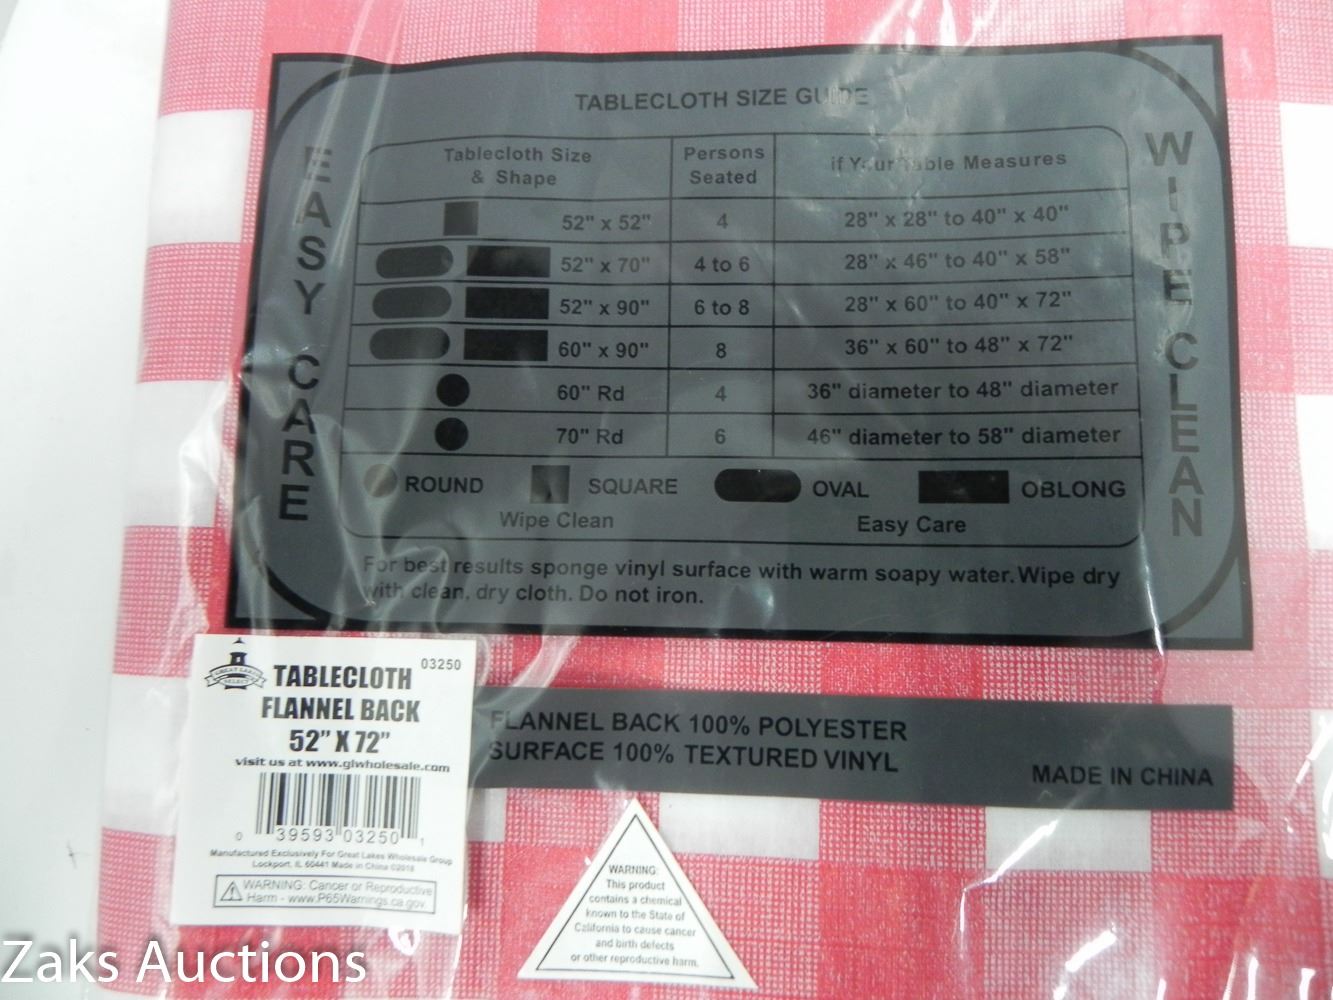 TABLECLOTH SIZE GUIDE
EASY CARE
WIPE CLEAN
Tablecloth Size & Shape
Persons Seated
if Your Table Measures
52" x 52" 4 28" x 28" to 40" x 40"
52" x 70" 4 to 6 28" x 46" to 40" x 58"
52" x 90" 6 to 8 28" x 60" to 40" x 72"
60" x 90" 8 36" x 60" to 48" x 72"
60" Rd 4 36" diameter to 48" diameter
70" Rd 6 46" diameter to 58" diameter
ROUND SQUARE OVAL OBLONG
Wipe Clean Easy Care
For best results sponge vinyl surface with warm soapy water. Wipe dry
with clean, dry cloth. Do not iron.
GREAT LAKES
SELECT
03250
TABLECLOTH
FLANNEL BACK
52" X 72"
visit us at www.glwholesale.com
0 39593 03250 1
Manufactured Exclusively For Great Lakes Wholesale Group
Lockport, IL 60441 Made in China ©2018
WARNING: Cancer or Reproductive
Harm - www.P65Warnings.ca.gov
FLANNEL BACK 100% POLYESTER
SURFACE 100% TEXTURED VINYL
MADE IN CHINA
WARNING:
This product
contains a chemical
known to the State of
California to cause cancer
and birth defects
or other reproductive harm.
Zaks Auctions